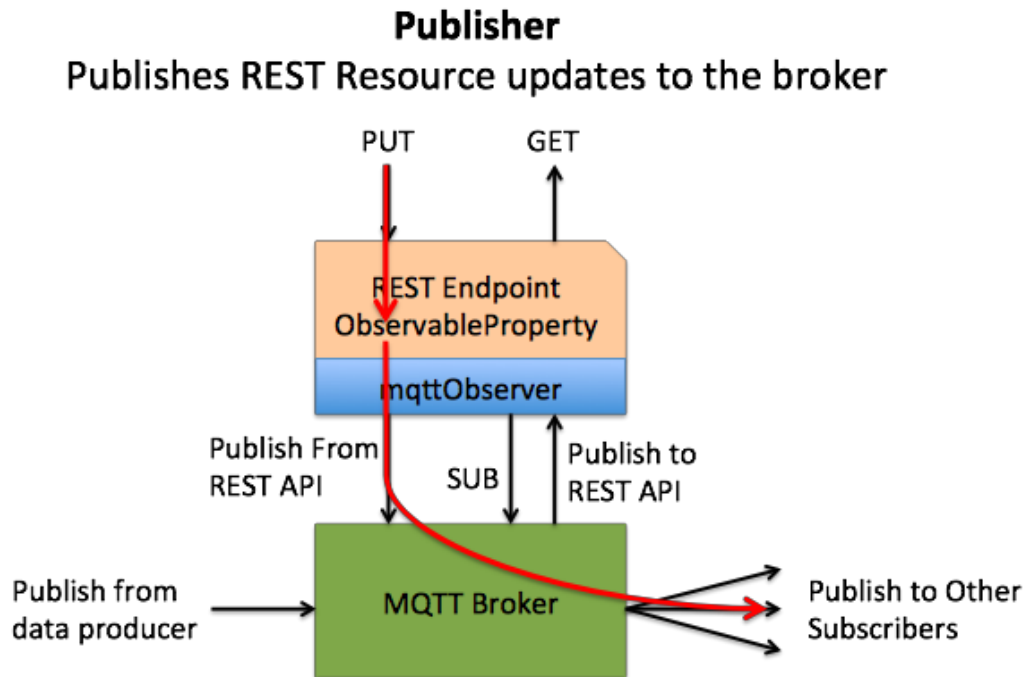 Publisher
Publishes REST Resource updates to the broker
PUT
GET
REST Endpoint
ObservableProperty
mqttObserver
Publish From
REST API
SUB
Publish to
REST API
MQTT Broker
Publish from
data producer
Publish to Other
Subscribers